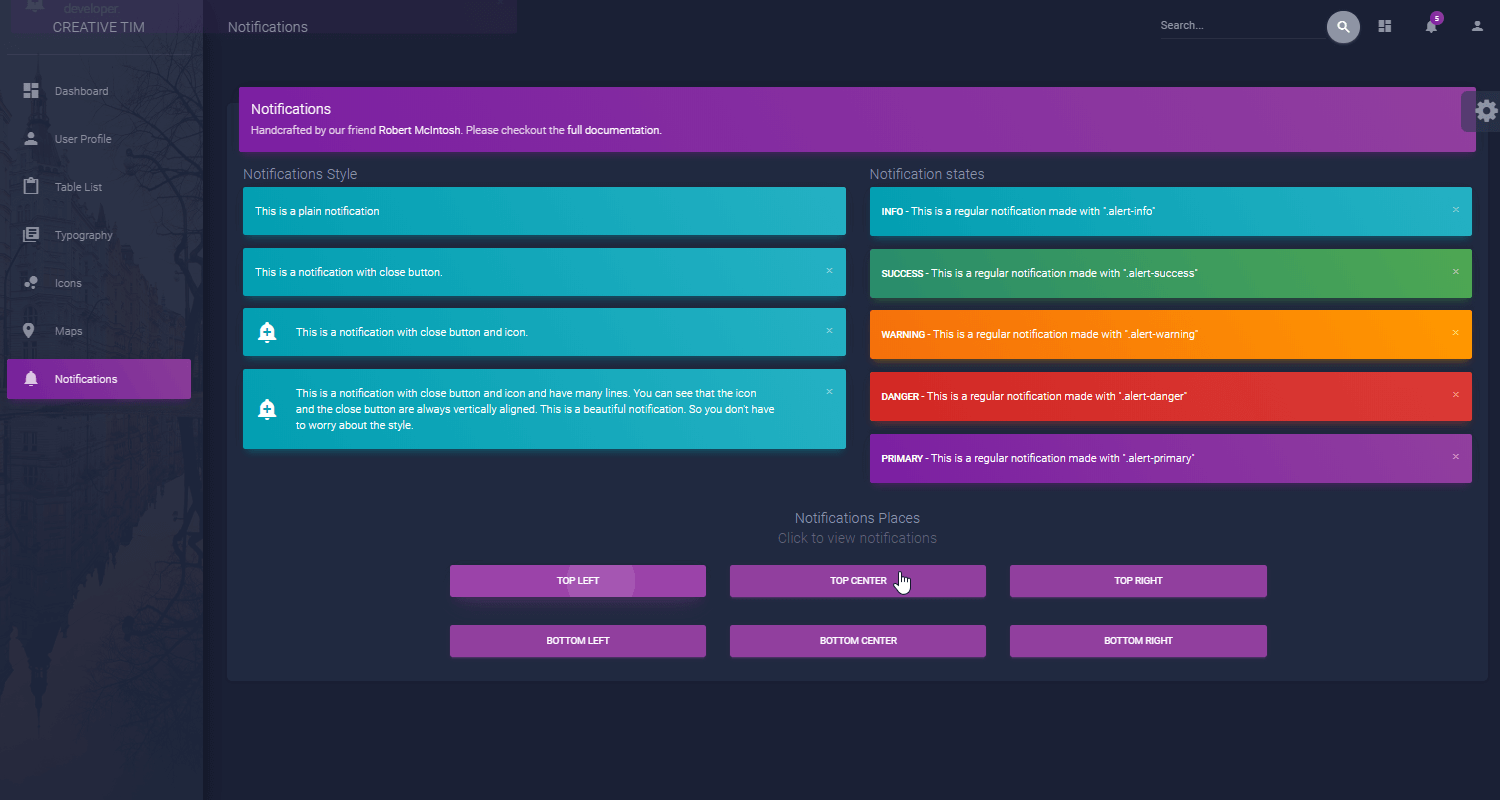 developer.
CREATIVE TIM
Notifications
Search...
5
Dashboard
User Profile
Table List
Typography
Icons
Maps
Notifications
Notifications
Handcrafted by our friend Robert McIntosh. Please checkout the full documentation.
Notifications Style
This is a plain notification
This is a notification with close button.
This is a notification with close button and icon.
This is a notification with close button and icon and have many lines. You can see that the icon
and the close button are always vertically aligned. This is a beautiful notification. So you don't have
to worry about the style.
Notification states
INFO - This is a regular notification made with ".alert-info"
SUCCESS - This is a regular notification made with ".alert-success"
WARNING - This is a regular notification made with ".alert-warning"
DANGER - This is a regular notification made with ".alert-danger"
PRIMARY - This is a regular notification made with ".alert-primary"
Notifications Places
Click to view notifications
TOP LEFT
TOP CENTER
TOP RIGHT
BOTTOM LEFT
BOTTOM CENTER
BOTTOM RIGHT